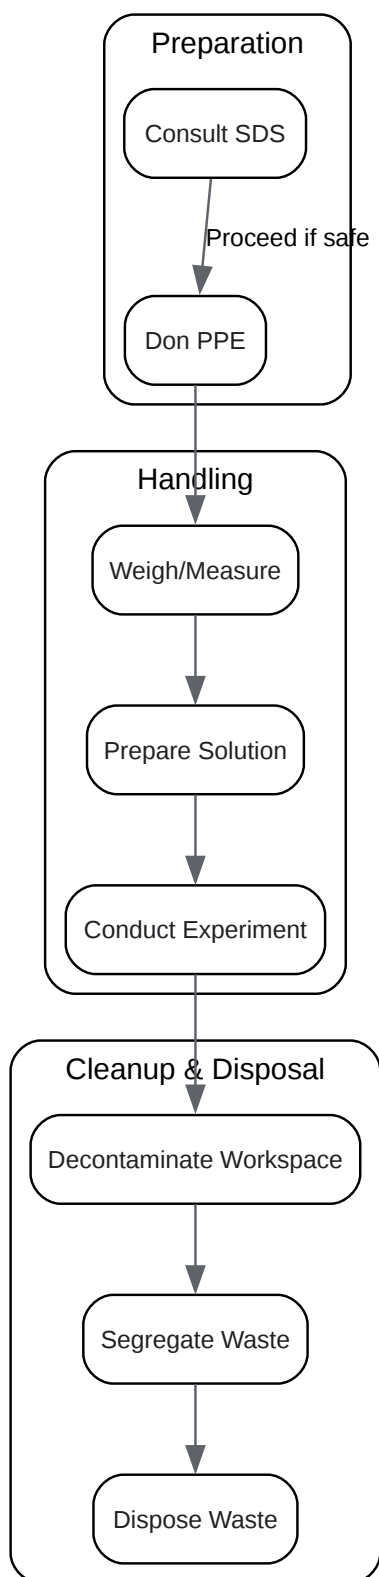 Preparation
Consult SDS
Proceed if safe
Don PPE
Handling
Weigh/Measure
Prepare Solution
Conduct Experiment
Cleanup & Disposal
Decontaminate Workspace
Segregate Waste
Dispose Waste